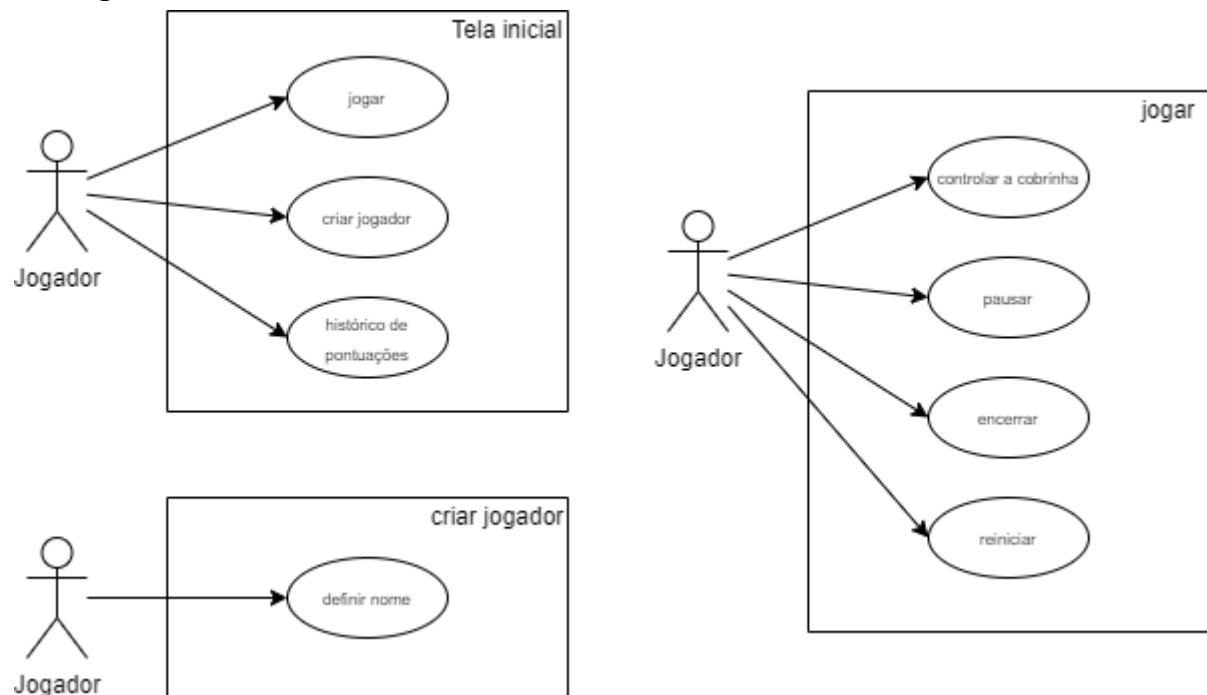 Tela inicial
jogar
criar jogador
histórico de
pontuações
Jogador
jogar
controlar a cobrinha
pausar
encerrar
reiniciar
Jogador
criar jogador
definir nome
Jogador